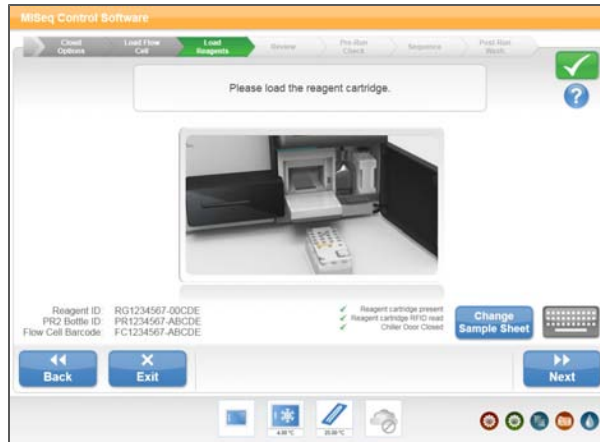 MiSeq Control Software
Cloud Options
Load Flow Cell
Load Reagents
Review
Pre-Run Check
Sequence
Post Run Wash
Please load the reagent cartridge.
?
Reagent ID RG1234567-00CDE
PR2 Bottle ID: PR1234567-ABCDE
Flow Cell Barcode: FC1234567-ABCDE
Reagent cartridge present
Reagent cartridge RFID read
Chiller Door Closed
Change
Sample Sheet
Back
Exit
Next
4.00 °C